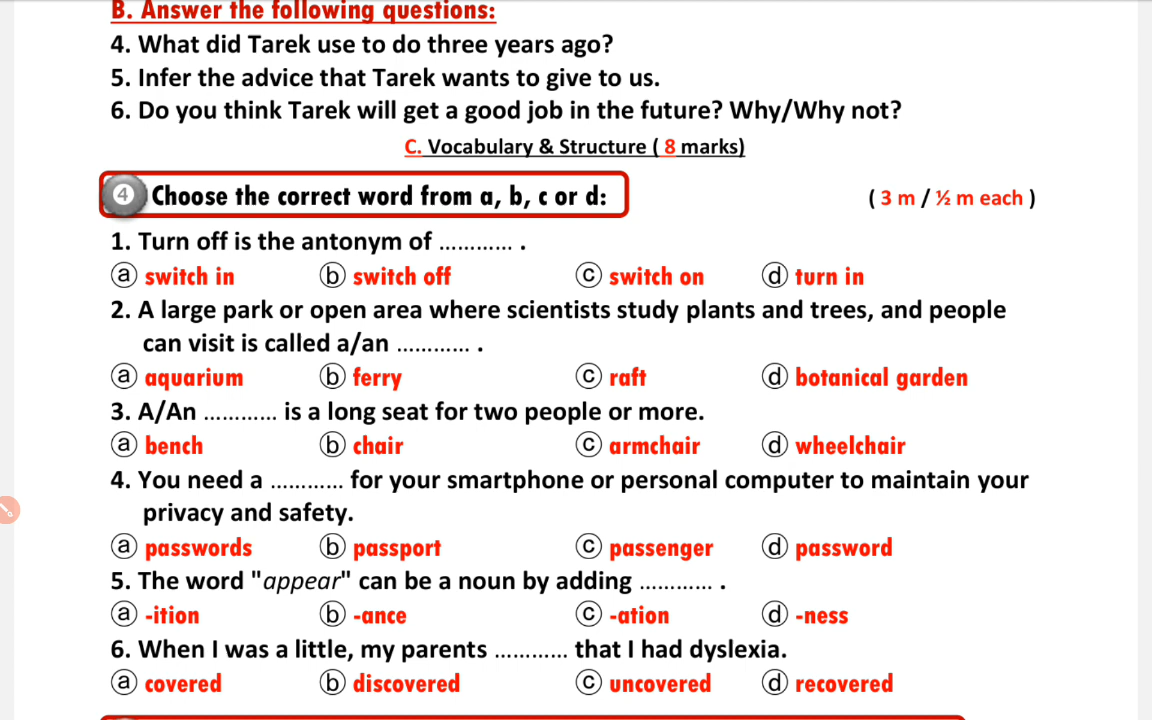 B. Answer the following questions:
4. What did Tarek use to do three years ago?
5. Infer the advice that Tarek wants to give to us.
6. Do you think Tarek will get a good job in the future? Why/Why not?
C. Vocabulary & Structure ( 8 marks)
4 Choose the correct word from a, b, c or d: ( 3 m / ½ m each )
1. Turn off is the antonym of ............ .
ⓐ switch in ⓑ switch off ⓒ switch on ⓓ turn in
2. A large park or open area where scientists study plants and trees, and people
can visit is called a/an ............ .
ⓐ aquarium ⓑ ferry ⓒ raft ⓓ botanical garden
3. A/An ............ is a long seat for two people or more.
ⓐ bench ⓑ chair ⓒ armchair ⓓ wheelchair
4. You need a ............ for your smartphone or personal computer to maintain your
privacy and safety.
ⓐ passwords ⓑ passport ⓒ passenger ⓓ password
5. The word "appear" can be a noun by adding ............ .
ⓐ -ition ⓑ -ance ⓒ -ation ⓓ -ness
6. When I was a little, my parents ............ that I had dyslexia.
ⓐ covered ⓑ discovered ⓒ uncovered ⓓ recovered